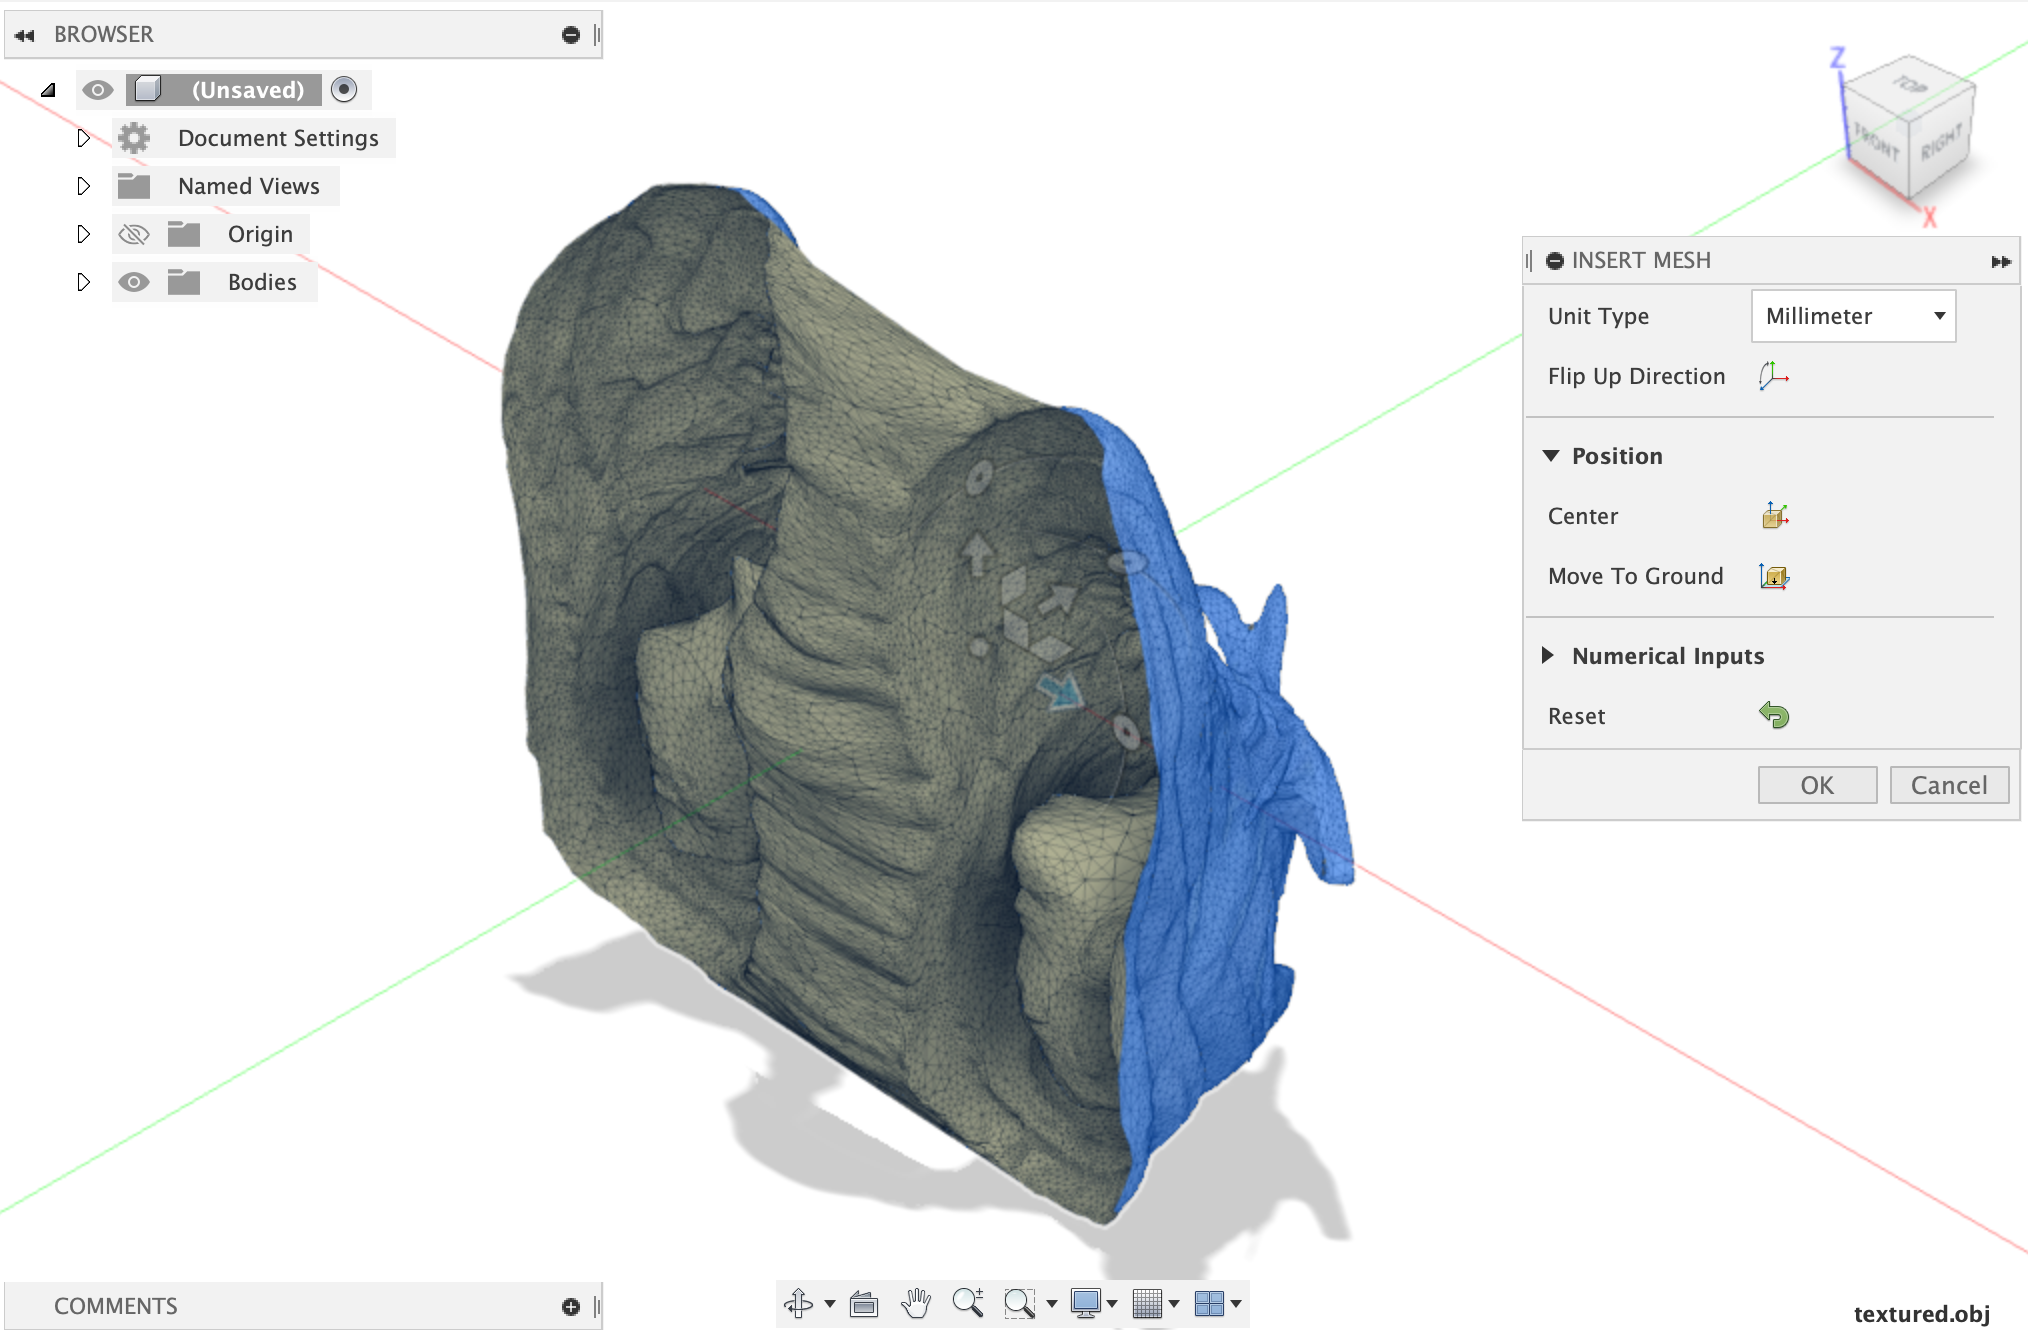 BROWSER
(Unsaved)
Document Settings
Named Views
Origin
Bodies
Z
TOP
FRONT
RIGHT
X
INSERT MESH
Unit Type
Millimeter
Flip Up Direction
Position
Center
Move To Ground
Numerical Inputs
Reset
OK
Cancel
COMMENTS
textured.obj